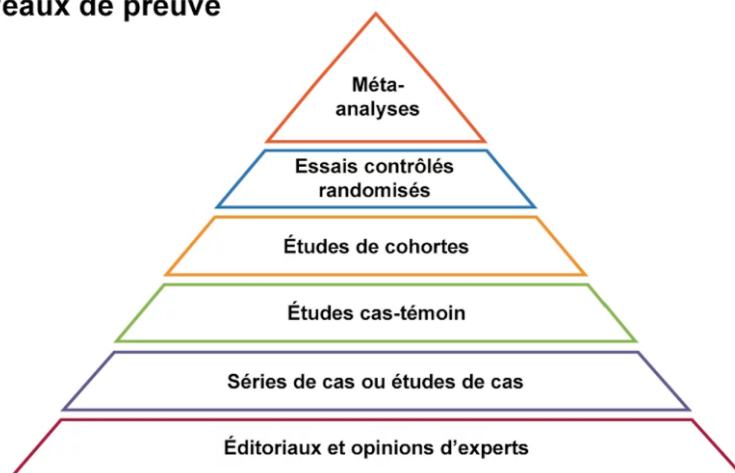 veaux de preuve
Méta-
analyses
Essais contrôlés
randomisés
Études de cohortes
Études cas-témoin
Séries de cas ou études de cas
Éditoriaux et opinions d’experts